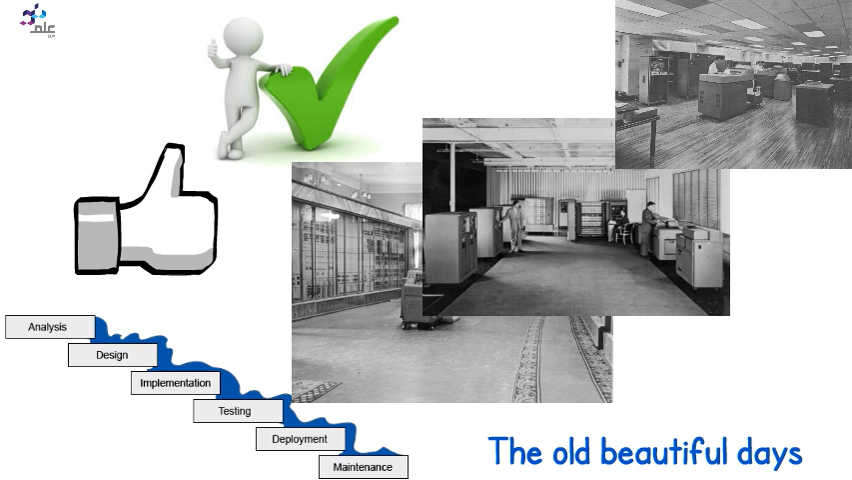 علم
Analysis
Design
Implementation
Testing
Deployment
Maintenance
The old beautiful days